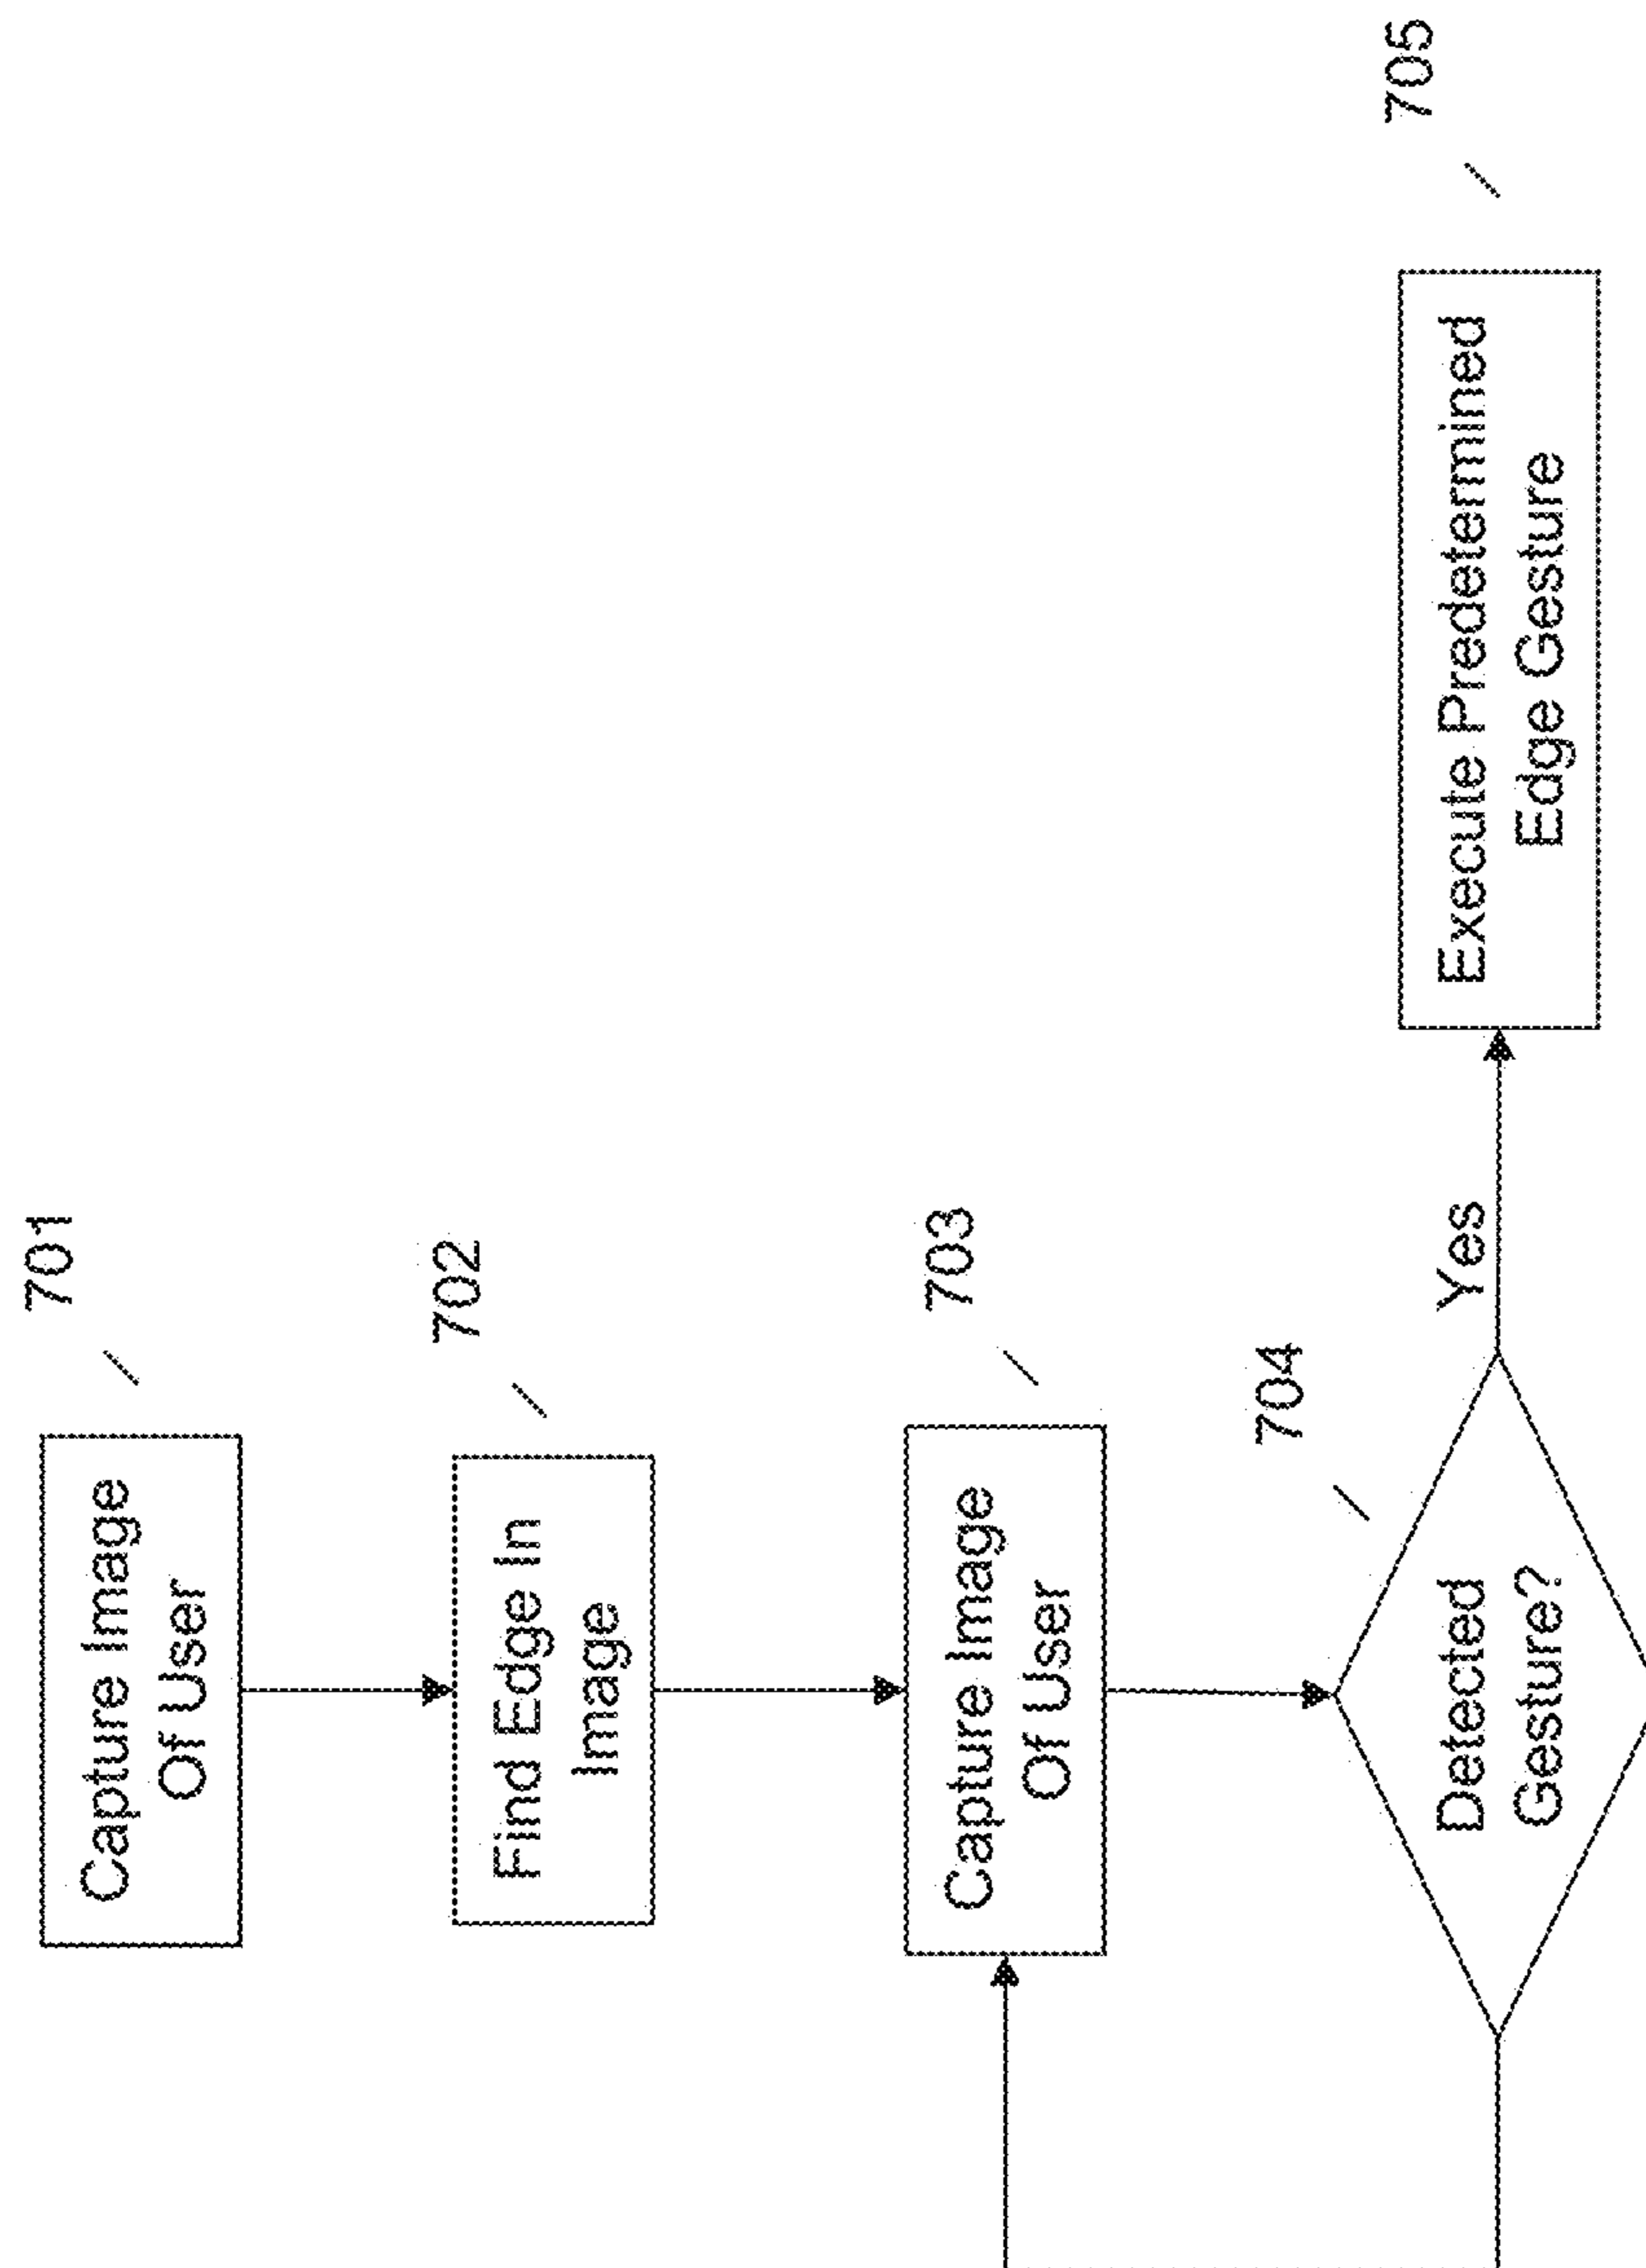 701
Capture Image
Of User
702
Find Edge In
Image
703
Capture Image
Of User
704
Detected
Gesture?
Yes
705
Execute Predetermined
Edge Gesture